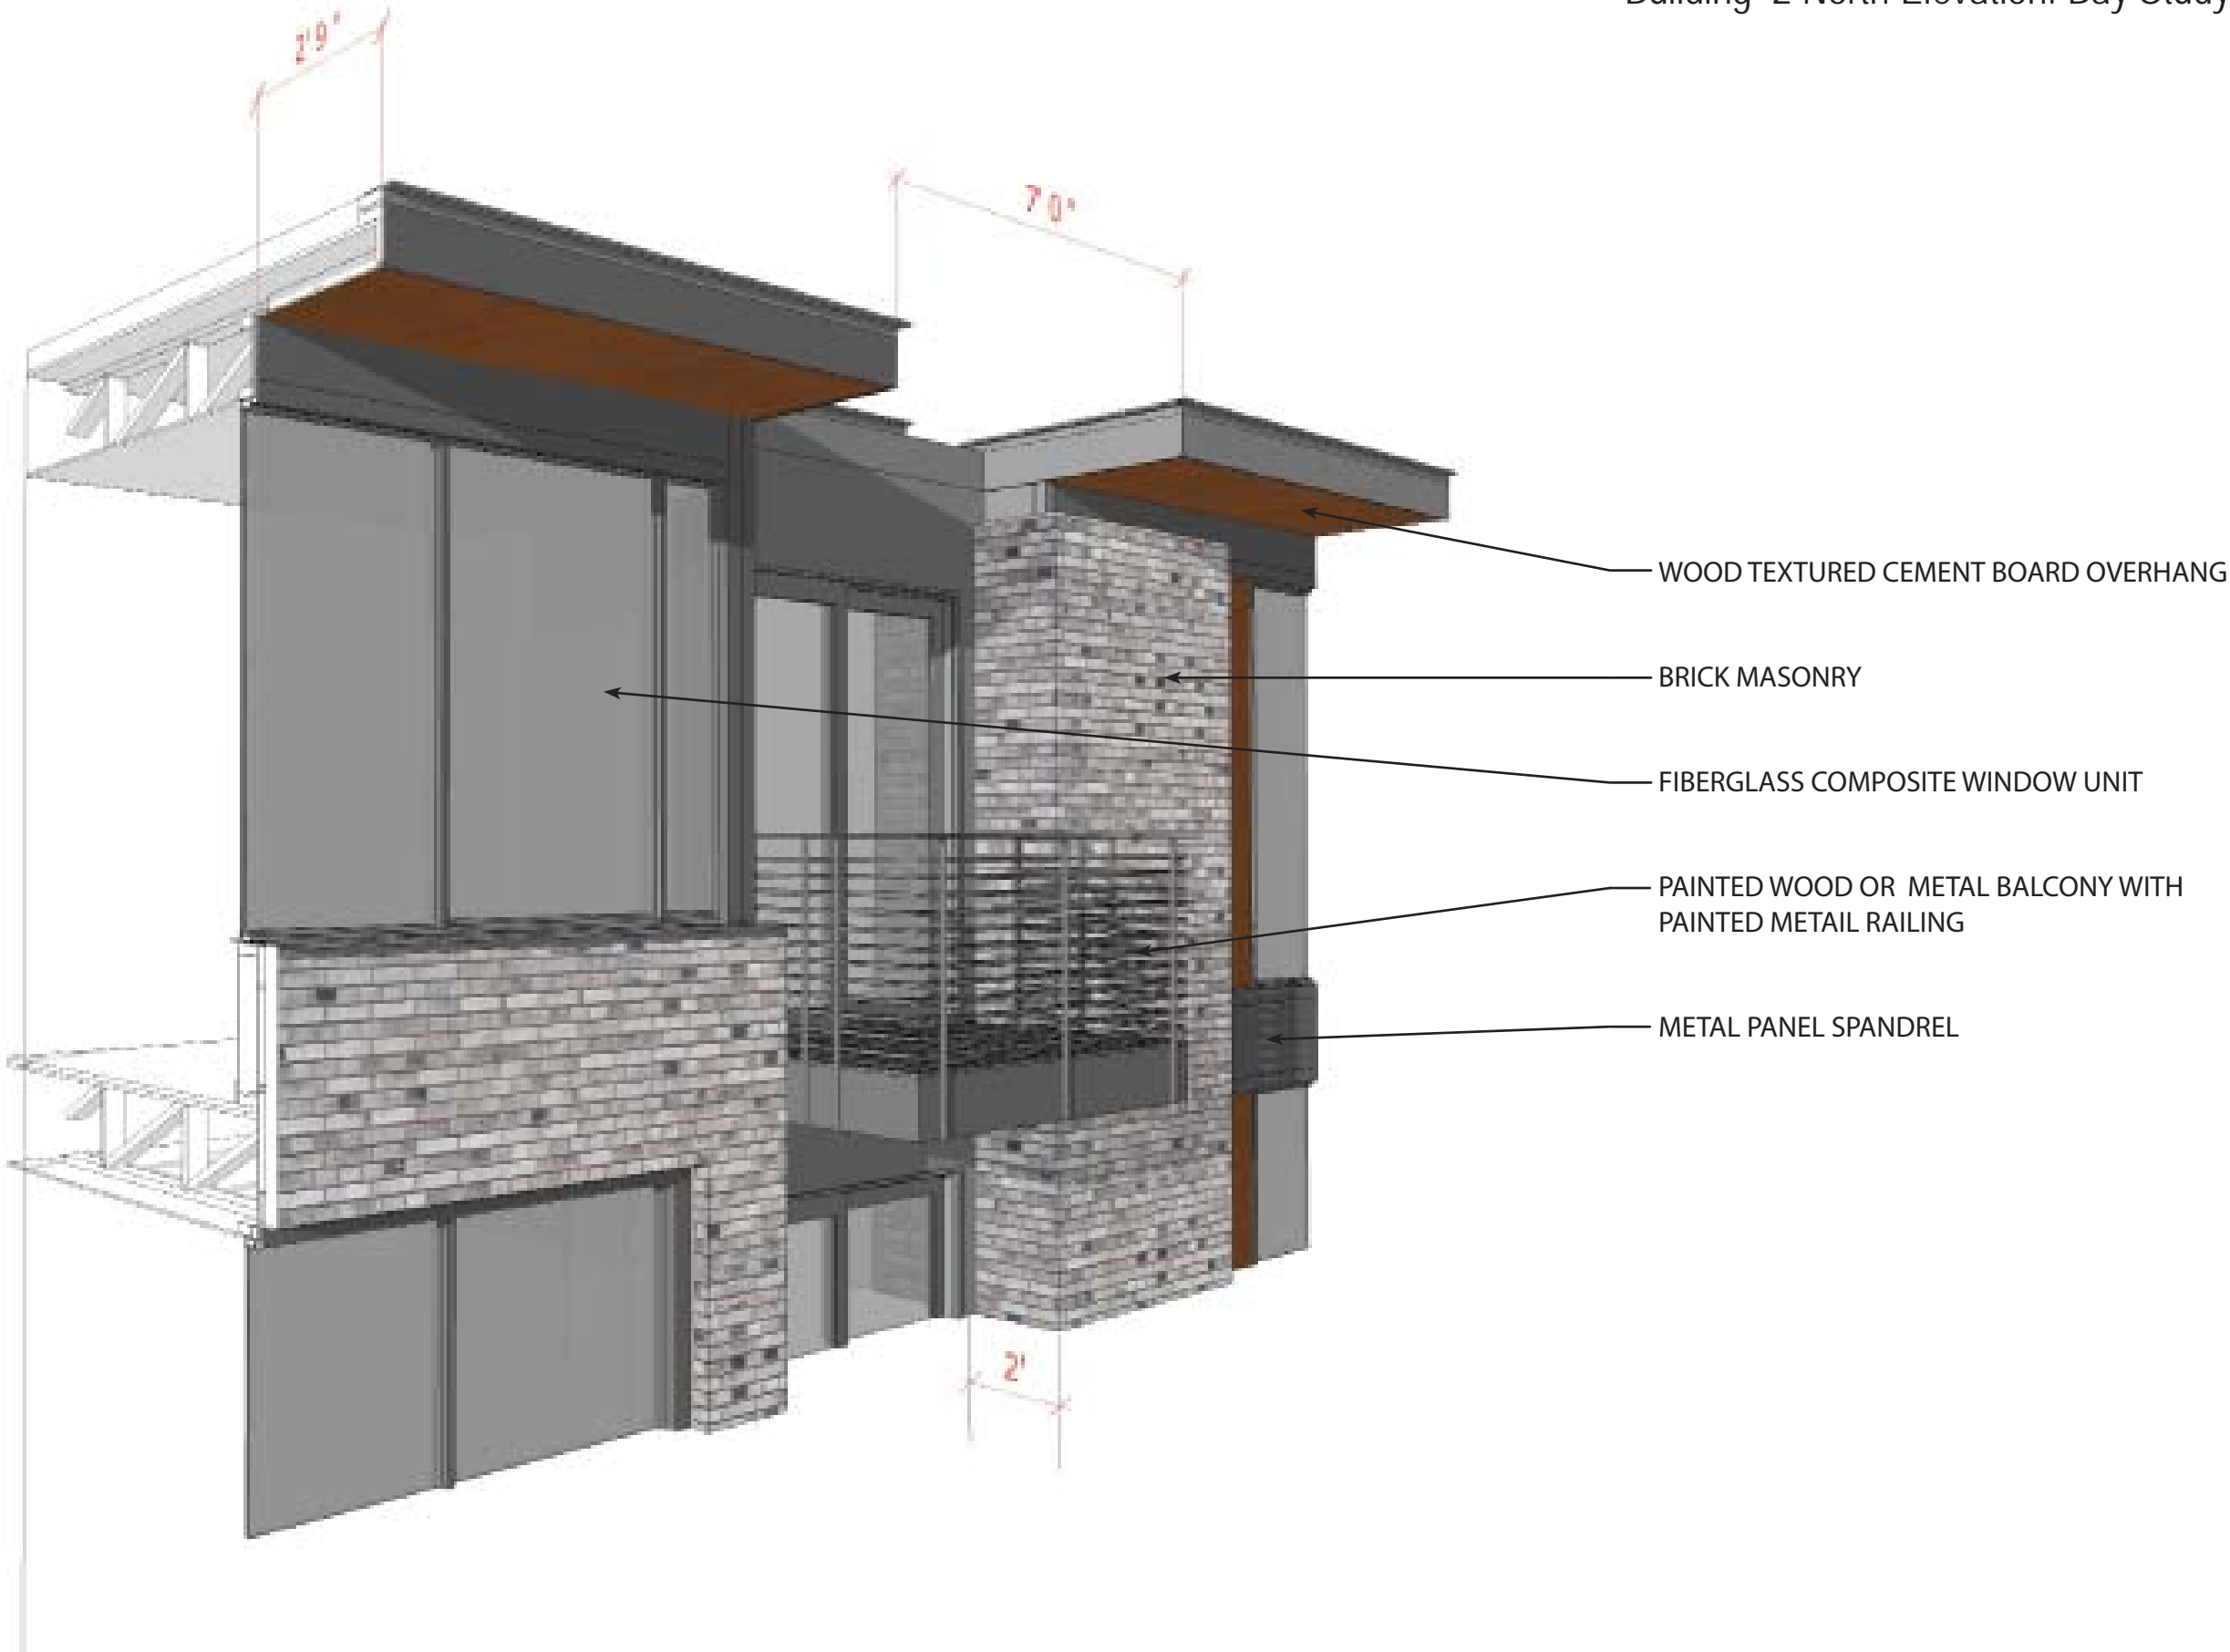 Building 2 North Elevation: Bay Study
2'9"
7'0"
WOOD TEXTURED CEMENT BOARD OVERHANG
BRICK MASONRY
FIBERGLASS COMPOSITE WINDOW UNIT
PAINTED WOOD OR METAL BALCONY WITH
PAINTED METAIL RAILING
METAL PANEL SPANDREL
2'